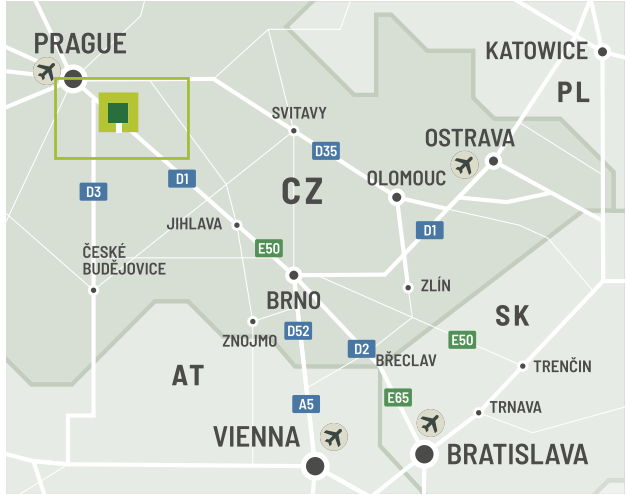 PRAGUE
KATOWICE
PL
SVITAVY
OSTRAVA
D35
D1
D3
CZ
OLOMOUC
JIHLAVA
D1
E50
ČESKÉ
BUDĚJOVICE
ZLÍN
BRNO
SK
ZNOJMO
D52
E50
D2
BŘECLAV
AT
TRENČIN
E65
A5
TRNAVA
VIENNA
BRATISLAVA